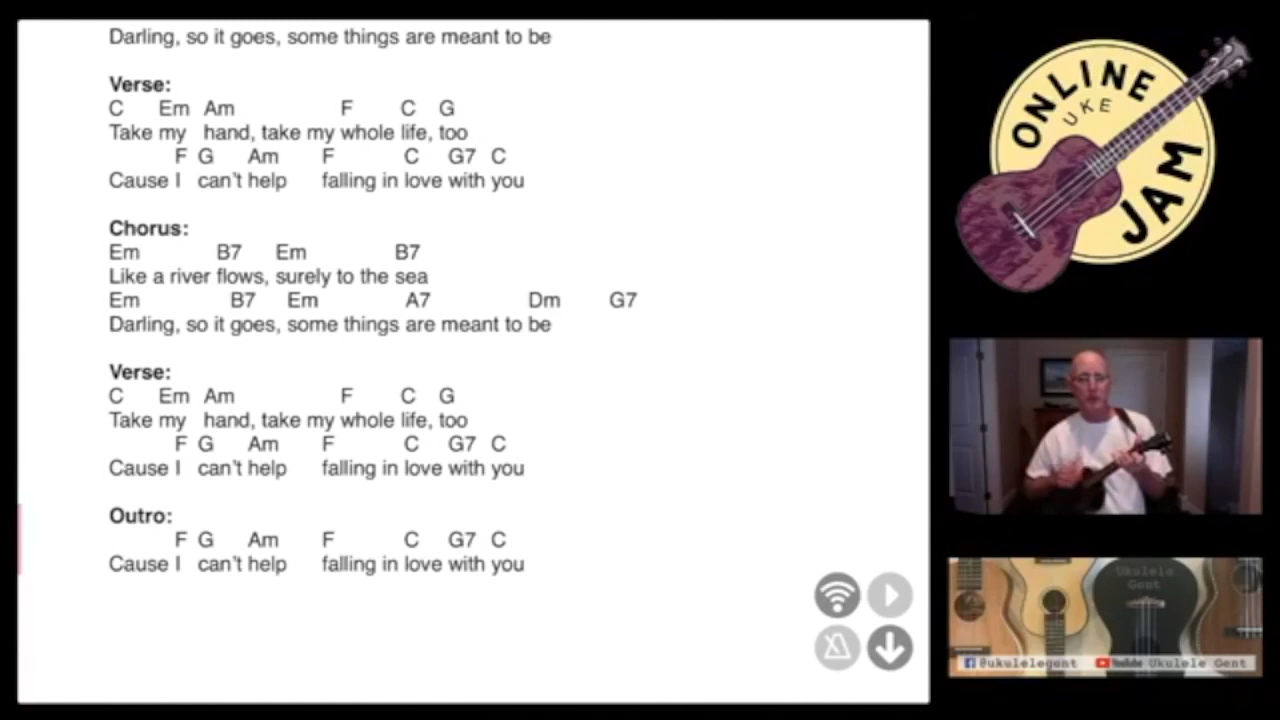 Darling, so it goes, some things are meant to be
Verse:
C Em Am F C G
Take my hand, take my whole life, too
F G Am F C G7 C
Cause I can't help falling in love with you
Chorus:
Em B7 Em B7
Like a river flows, surely to the sea
Em B7 Em A7 Dm G7
Darling, so it goes, some things are meant to be
Verse:
C Em Am F C G
Take my hand, take my whole life, too
F G Am F C G7 C
Cause I can't help falling in love with you
Outro:
F G Am F C G7 C
Cause I can't help falling in love with you
ONLINE
UKE
JAM
Ukulele
Gent
@ukulelegent YouTube Ukulele Gent